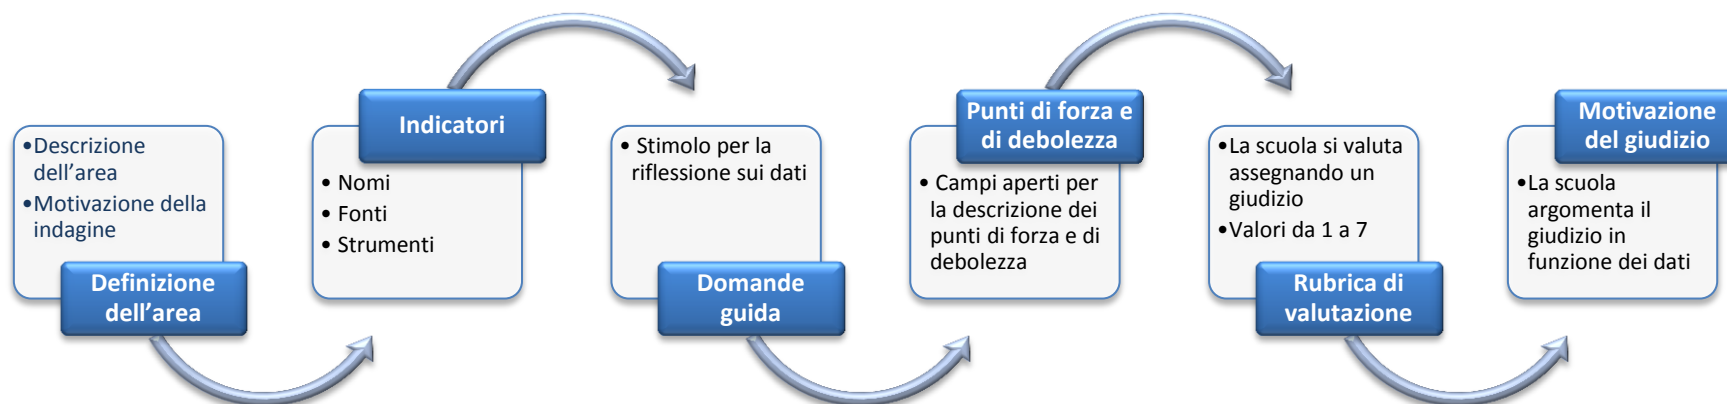 •Descrizione
dell'area
•Motivazione della
indagine
Definizione
dell'area
Indicatori
• Nomi
• Fonti
• Strumenti
• Stimolo per la
riflessione sui dati
Domande
guida
Punti di forza e
di debolezza
• Campi aperti per
la descrizione dei
punti di forza e di
debolezza
•La scuola si valuta
assegnando un
giudizio
•Valori da 1 a 7
Rubrica di
valutazione
Motivazione
del giudizio
•La scuola
argomenta il
giudizio in
funzione dei dati